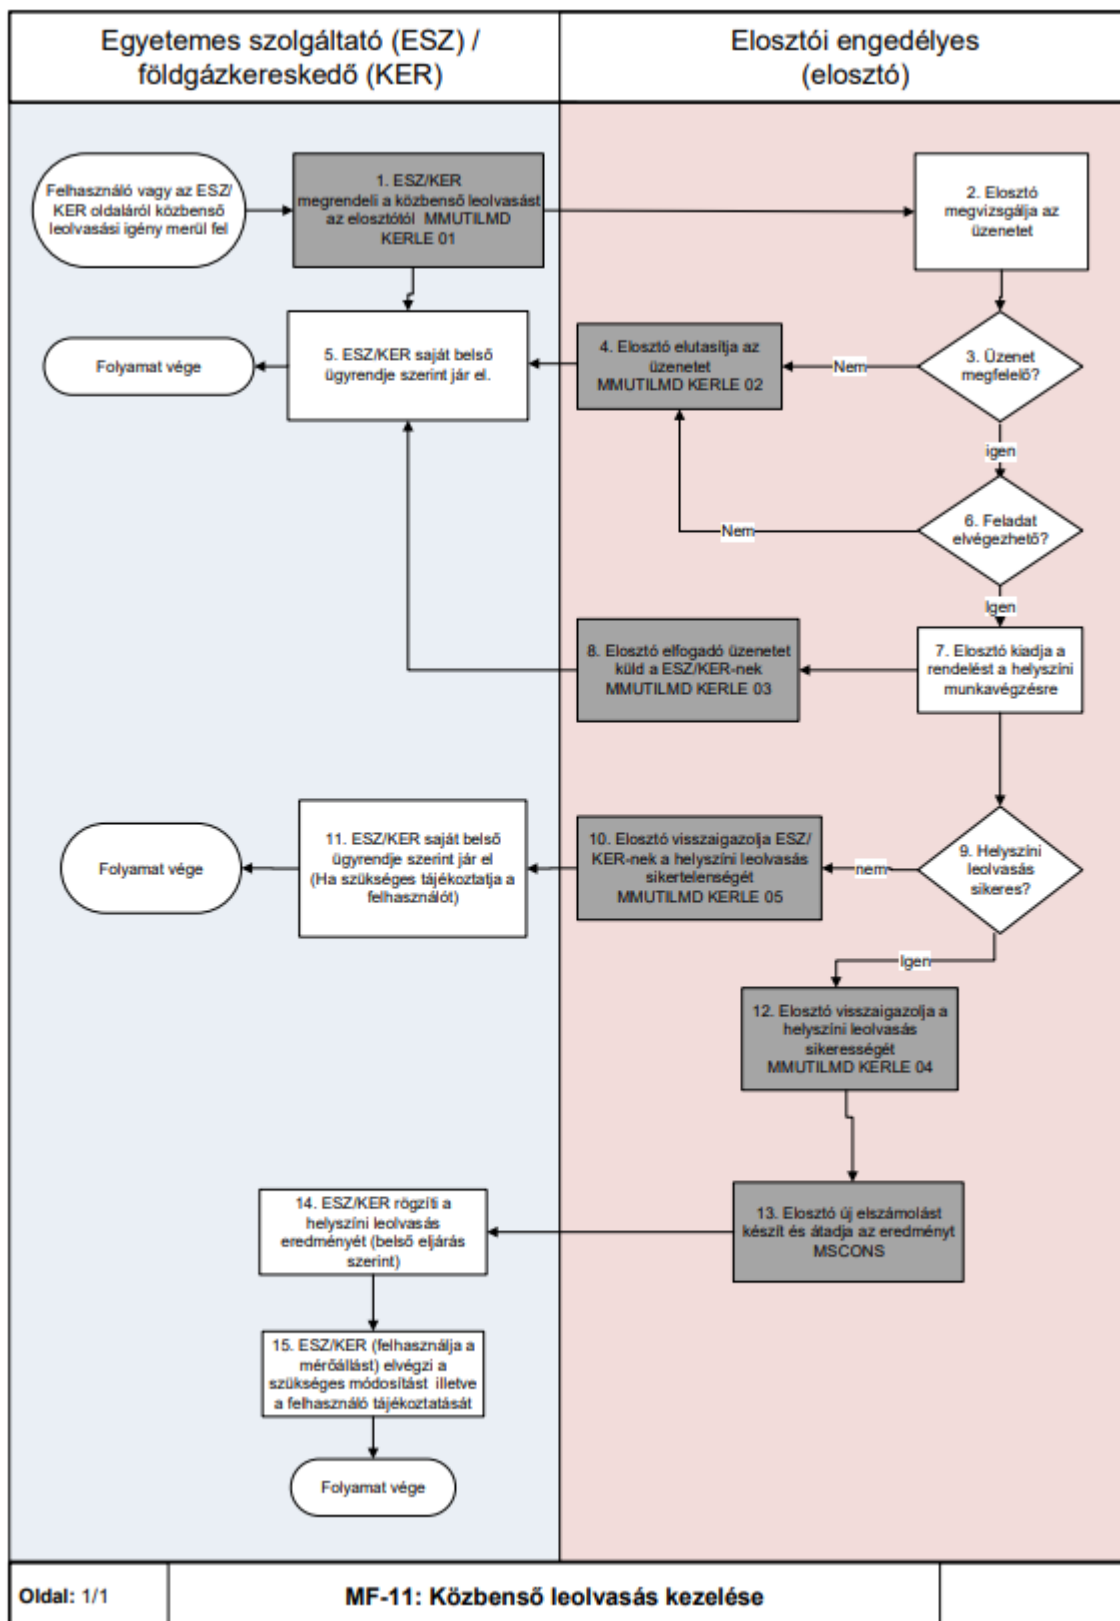 Egyetemes szolgáltató (ESZ) /
földgázkereskedő (KER)
Elosztói engedélyes
(elosztó)
Felhasználó vagy az ESZ/
KER oldaláról közbenső
leolvasási igény merül fel
1. ESZ/KER
megrendeli a közbenső leolvasást
az elosztótól MMUTILMD
KERLE 01
2. Elosztó
megvizsgálja az
üzenetet
3. Üzenet
megfelelő?
Nem
4. Elosztó elutasítja az
üzenetet
MMUTILMD KERLE 02
5. ESZ/KER saját belső
ügyrendje szerint jár el.
Folyamat vége
igen
6. Feladat
elvégezhető?
Nem
Igen
7. Elosztó kiadja a
rendelést a helyszíni
munkavégzésre
8. Elosztó elfogadó üzenetet
küld a ESZ/KER-nek
MMUTILMD KERLE 03
9. Helyszíni
leolvasás
sikeres?
nem
10. Elosztó visszaigazolja ESZ/
KER-nek a helyszíni leolvasás
sikertelenségét
MMUTILMD KERLE 05
11. ESZ/KER saját belső
ügyrendje szerint jár el
(Ha szükséges tájékoztatja a
felhasználót)
Folyamat vége
Igen
12. Elosztó visszaigazolja a
helyszíni leolvasás
sikerességét
MMUTILMD KERLE 04
13. Elosztó új elszámolást
készít és átadja az eredményt
MSCONS
14. ESZ/KER rögzíti a
helyszíni leolvasás
eredményét (belső eljárás
szerint)
15. ESZ/KER (felhasználja a
mérőállást) elvégzi a
szükséges módosítást illetve
a felhasználó tájékoztatását
Folyamat vége
Oldal: 1/1
MF-11: Közbenső leolvasás kezelése